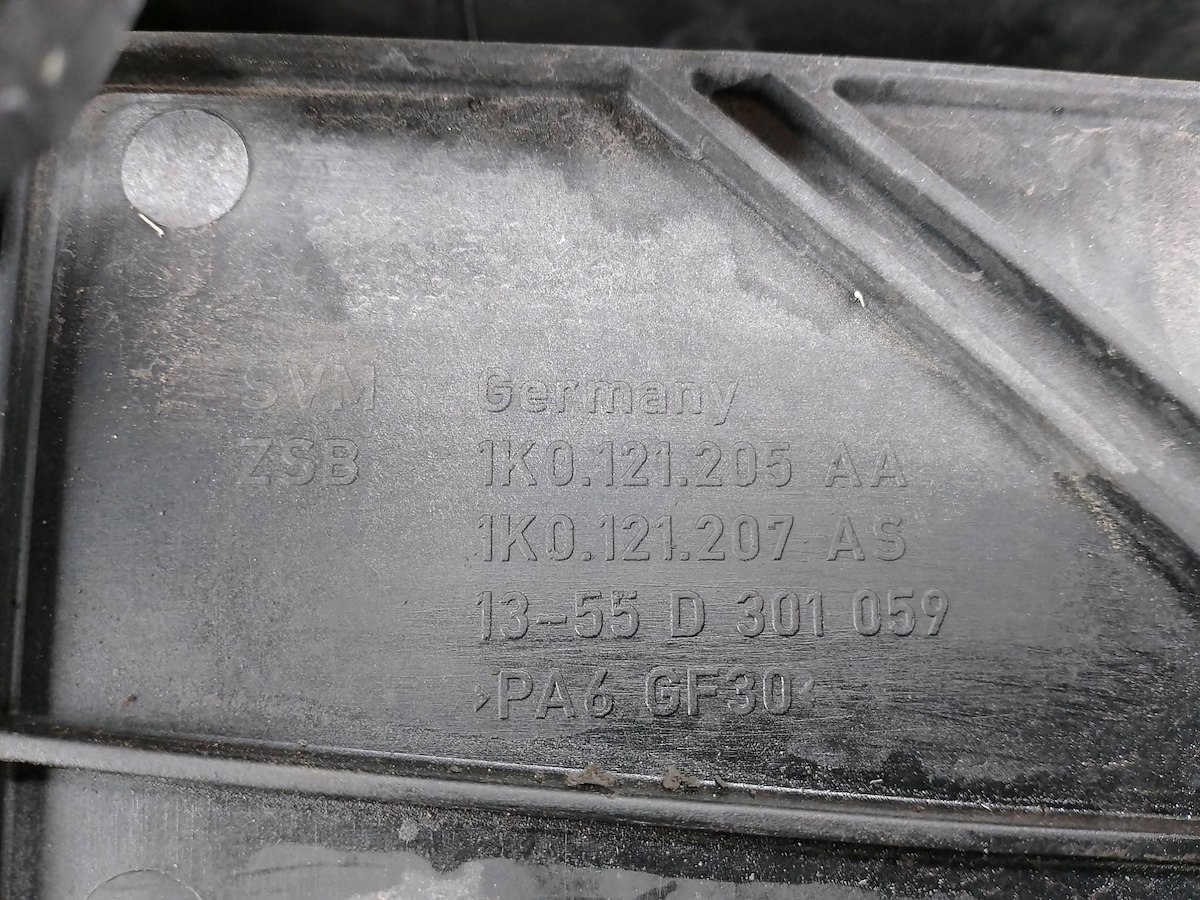 SVM Germany
ZSB 1K0.121.205 AA
1K0.121.207 AS
13-55 D 301 059
>PA6 GF30<